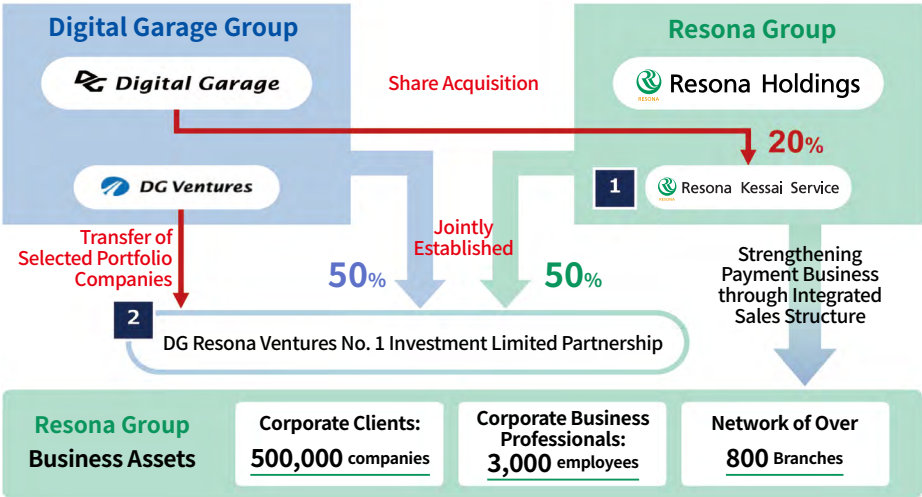 Digital Garage Group
Digital Garage
DG Ventures
Share Acquisition
Resona Group
RESONA
Resona Holdings
20%
1
RESONA
Resona Kessai Service
Transfer of
Selected Portfolio
Companies
Jointly
Established
50%
50%
Strengthening
Payment Business
through Integrated
Sales Structure
2
DG Resona Ventures No. 1 Investment Limited Partnership
Resona Group
Business Assets
Corporate Clients:
500,000 companies
Corporate Business
Professionals:
3,000 employees
Network of Over
800 Branches